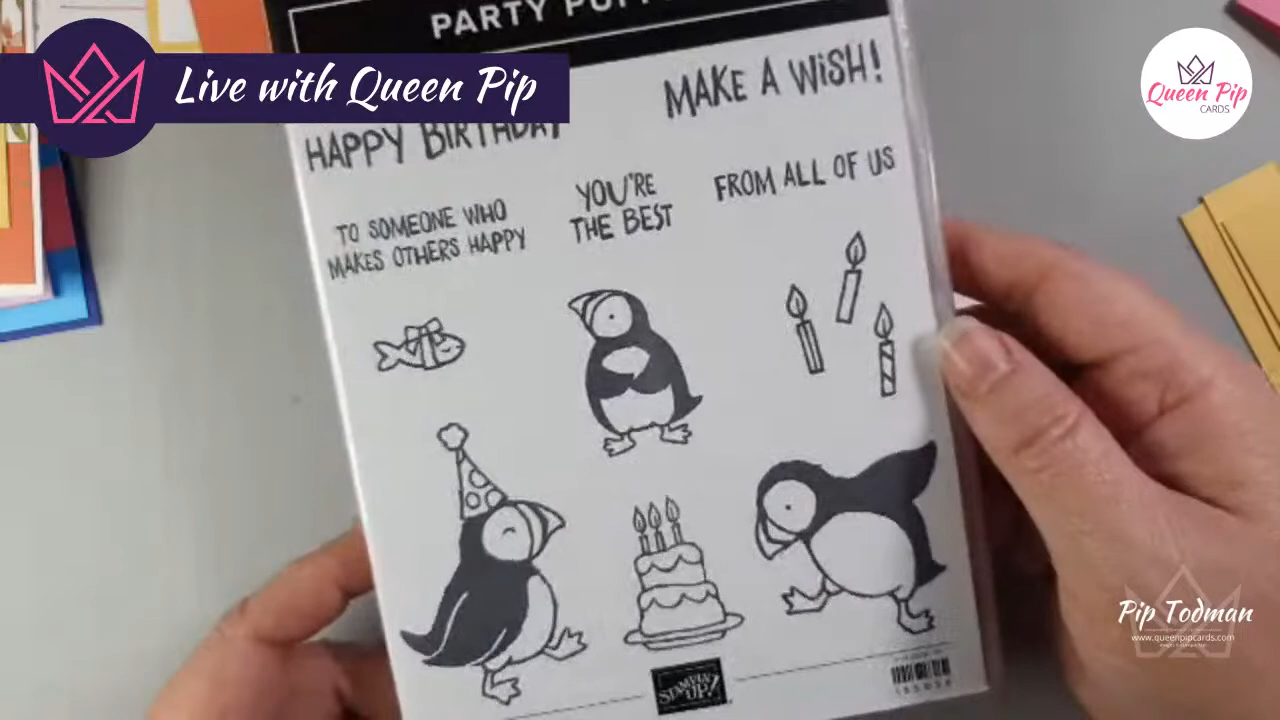 PARTY
Live with Queen Pip
Queen Pip
CARDS
MAKE A WISH!
HAPPY BIRTHDAY
TO SOMEONE WHO
MAKES OTHERS HAPPY
YOU'RE
THE BEST
FROM ALL OF US
Pip Todman
www.queenpipcards.com
STAMPIN'
UP!